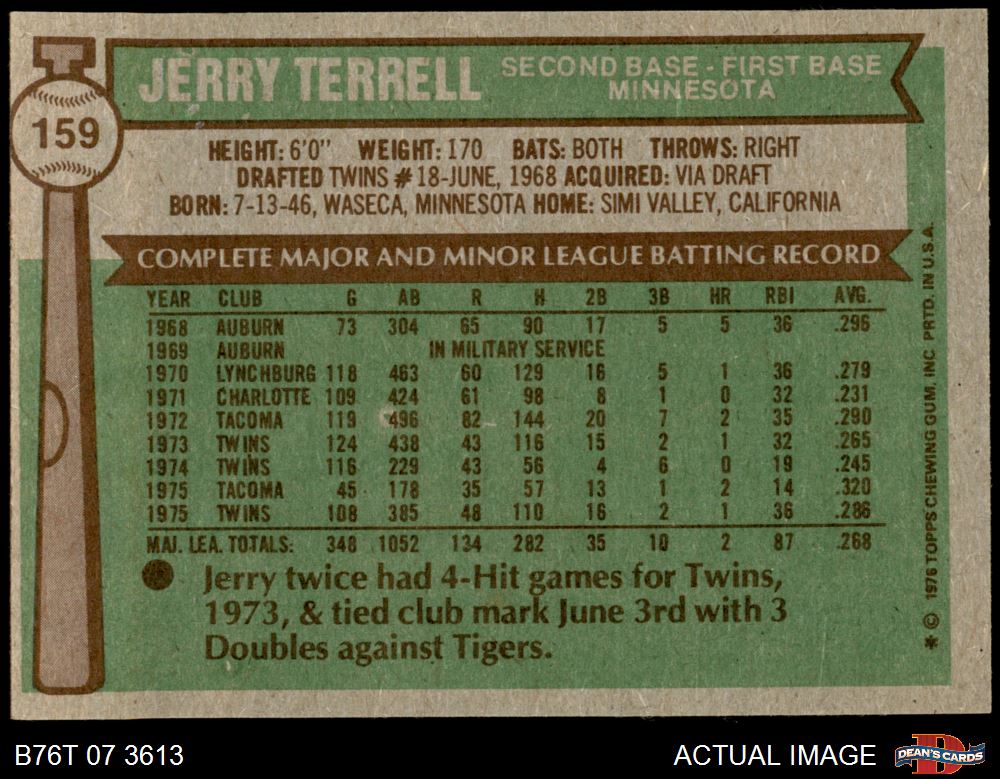 159
JERRY TERRELL
SECOND BASE - FIRST BASE
MINNESOTA
HEIGHT: 6'0" WEIGHT: 170 BATS: BOTH THROWS: RIGHT
DRAFTED TWINS #18-JUNE, 1968 ACQUIRED: VIA DRAFT
BORN: 7-13-46, WASECA, MINNESOTA HOME: SIMI VALLEY, CALIFORNIA
COMPLETE MAJOR AND MINOR LEAGUE BATTING RECORD
YEAR CLUB G AB R H 2B 3B HR RBI AVG.
1968 AUBURN 73 304 65 90 17 5 5 36 .296
1969 AUBURN IN MILITARY SERVICE
1970 LYNCHBURG 118 463 60 129 16 5 1 36 .279
1971 CHARLOTTE 109 424 61 98 8 1 0 32 .231
1972 TACOMA 119 496 82 144 20 7 2 35 .290
1973 TWINS 124 438 43 116 15 2 1 32 .265
1974 TWINS 116 229 43 56 4 6 0 19 .245
1975 TACOMA 45 178 35 57 13 1 2 14 .320
1975 TWINS 108 385 48 110 16 2 1 36 .286
MAJ. LEA. TOTALS: 348 1052 134 282 35 10 2 87 .268
Jerry twice had 4-Hit games for Twins,
1973, & tied club mark June 3rd with 3
Doubles against Tigers.
* © 1976 TOPPS CHEWING GUM, INC PRTD. IN U.S.A.
B76T 07 3613
ACTUAL IMAGE
DEAN'S CARDS